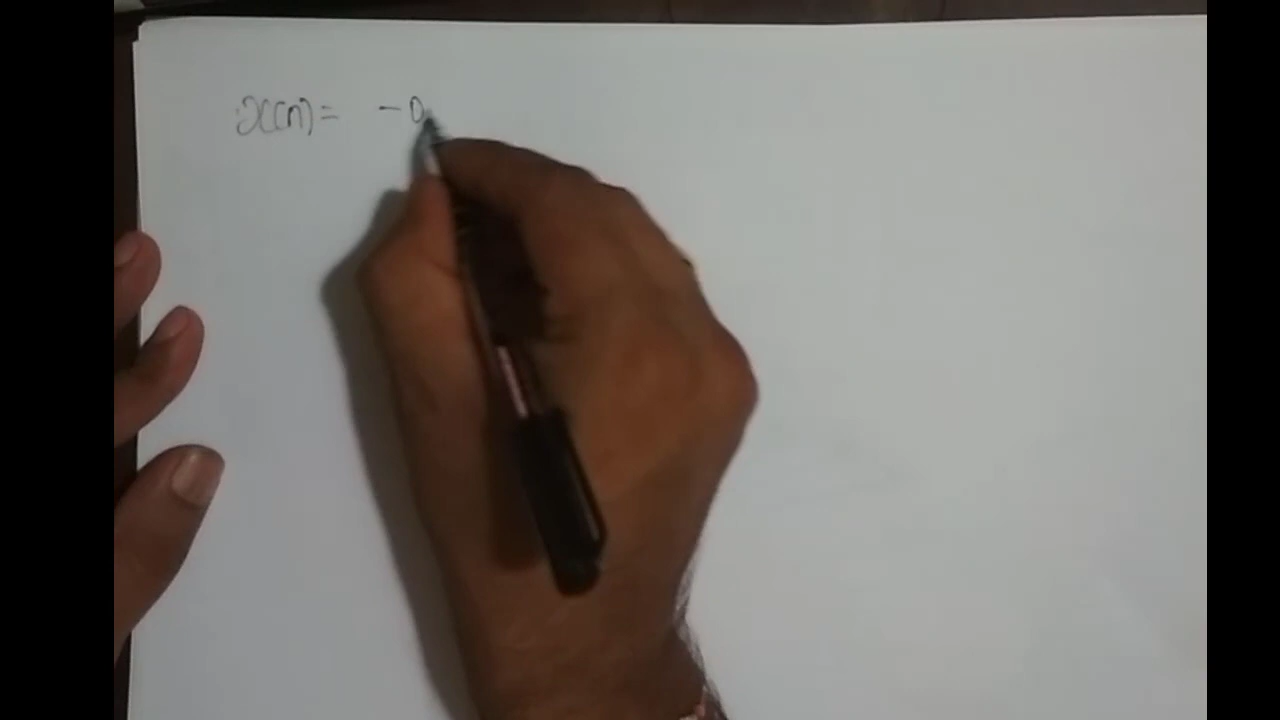 x(n) = -0.